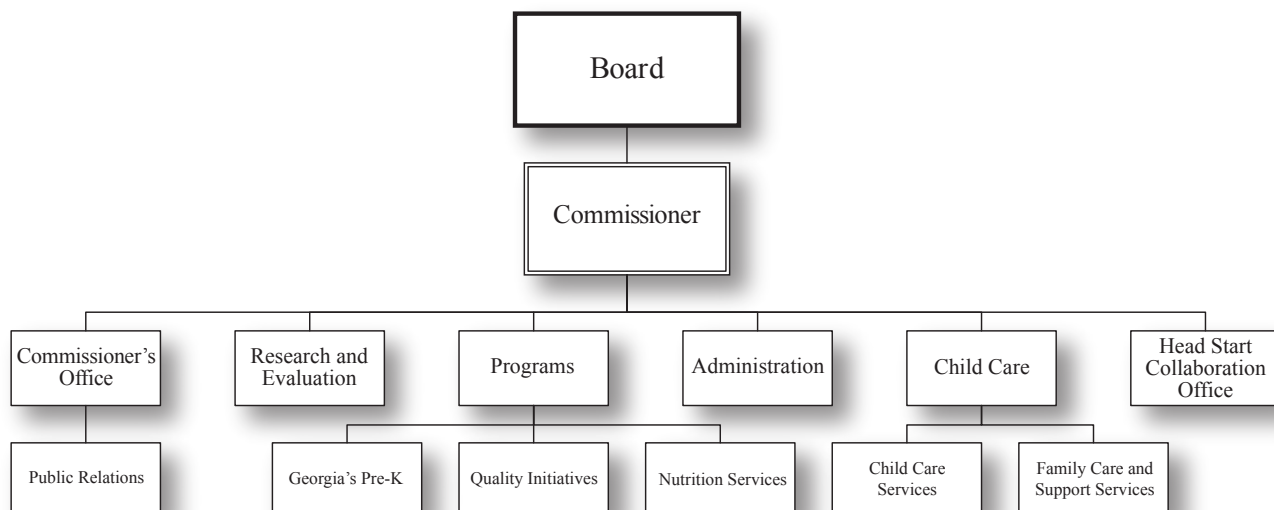 Board
Commissioner
Commissioner's
Office
Research and
Evaluation
Programs
Administration
Child Care
Head Start
Collaboration
Office
Public Relations
Georgia's Pre-K
Quality Initiatives
Nutrition Services
Child Care
Services
Family Care and
Support Services